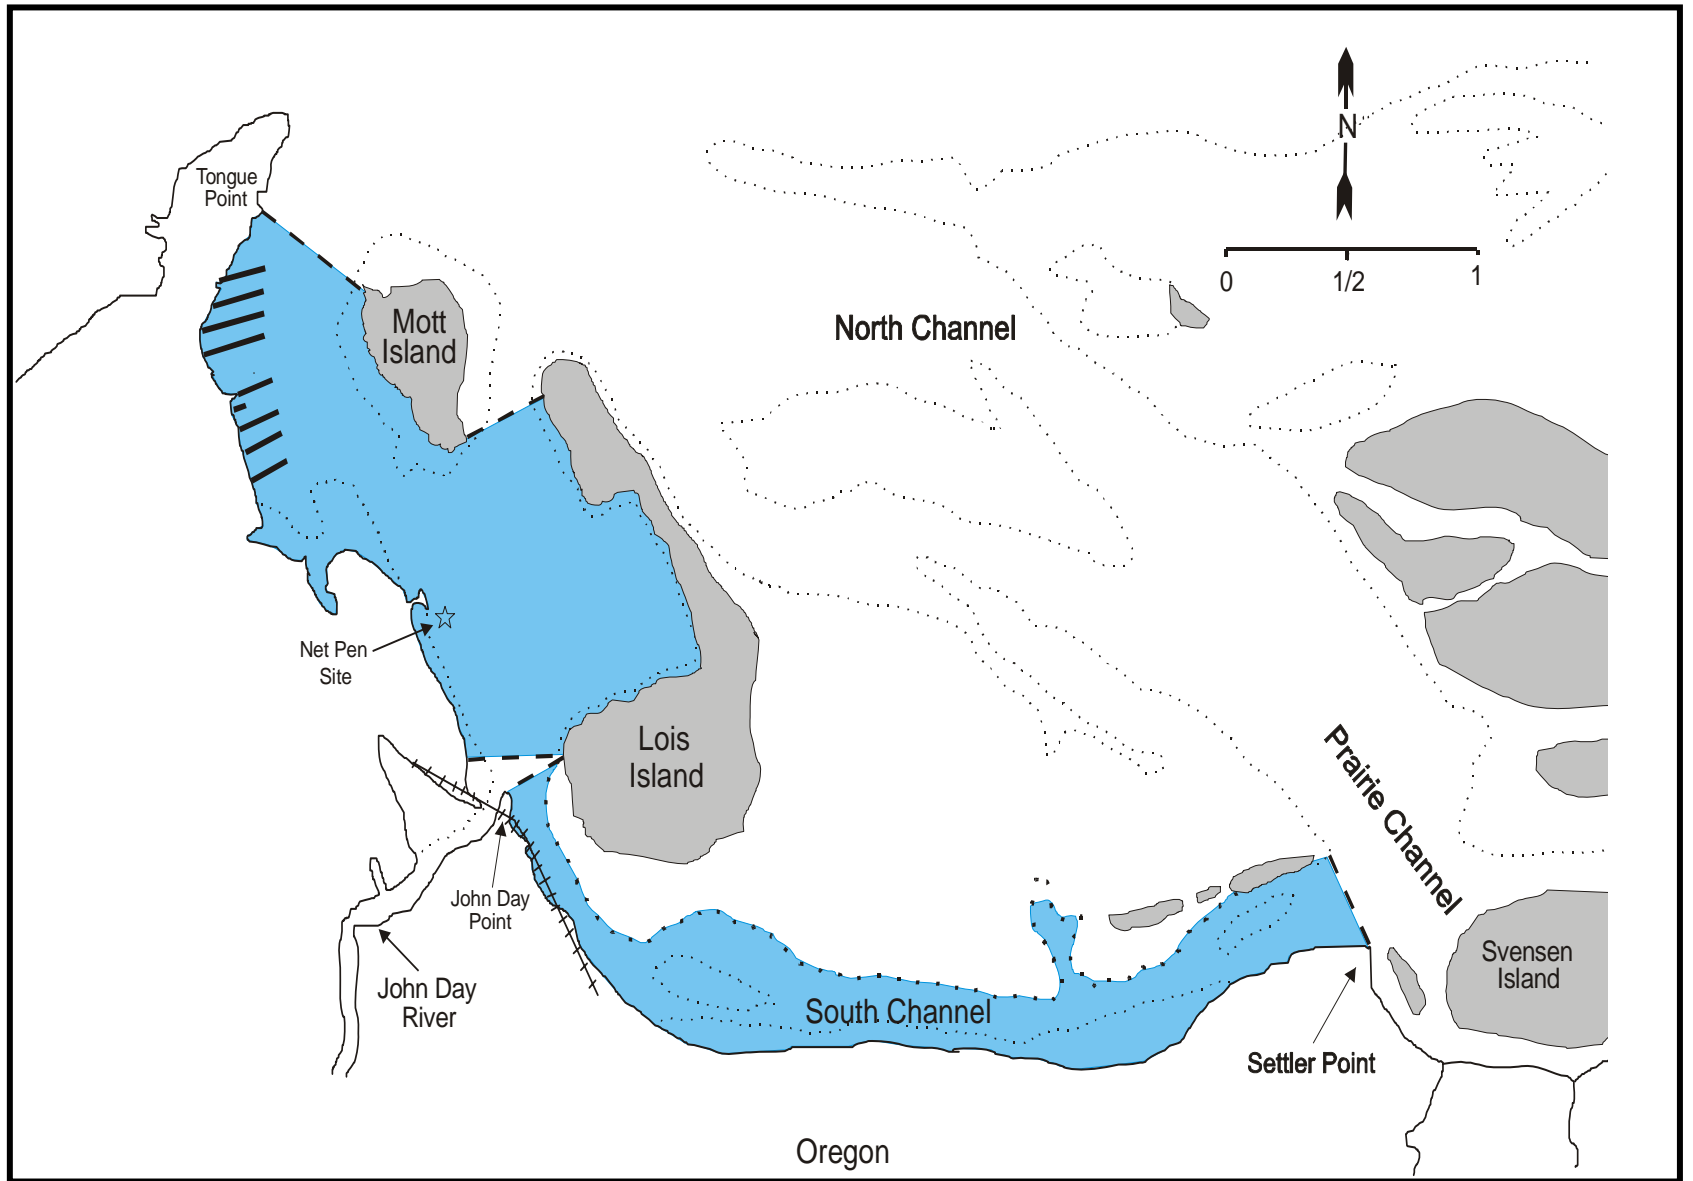 Tongue
Point
N
0
1/2
1
Mott
Island
North Channel
Net Pen
Site
Lois
Island
Prairie Channel
John Day
Point
John Day
River
South Channel
Svensen
Island
Settler Point
Oregon